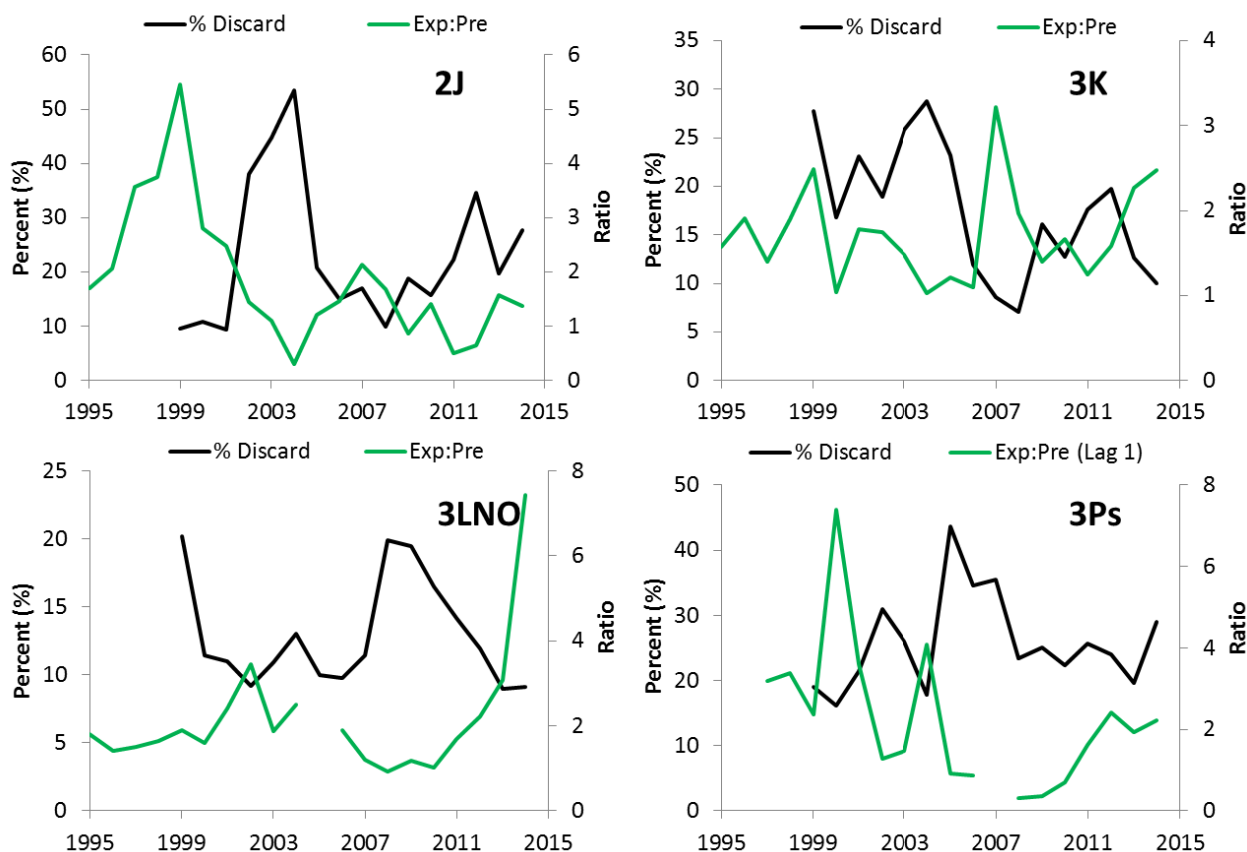 % Discard Exp:Pre
2J
60
50
40
30
20
10
0
Percent (%)
6
5
4
3
2
1
0
Ratio
1995 1999 2003 2007 2011 2015
% Discard Exp:Pre
3K
35
30
25
20
15
10
5
0
Percent (%)
4
3
2
1
0
Ratio
1995 1999 2003 2007 2011 2015
% Discard Exp:Pre
3LNO
25
20
15
10
5
0
Percent (%)
8
6
4
2
0
Ratio
1995 1999 2003 2007 2011 2015
% Discard Exp:Pre (Lag 1)
3Ps
50
40
30
20
10
0
Percent (%)
8
6
4
2
0
Ratio
1995 1999 2003 2007 2011 2015